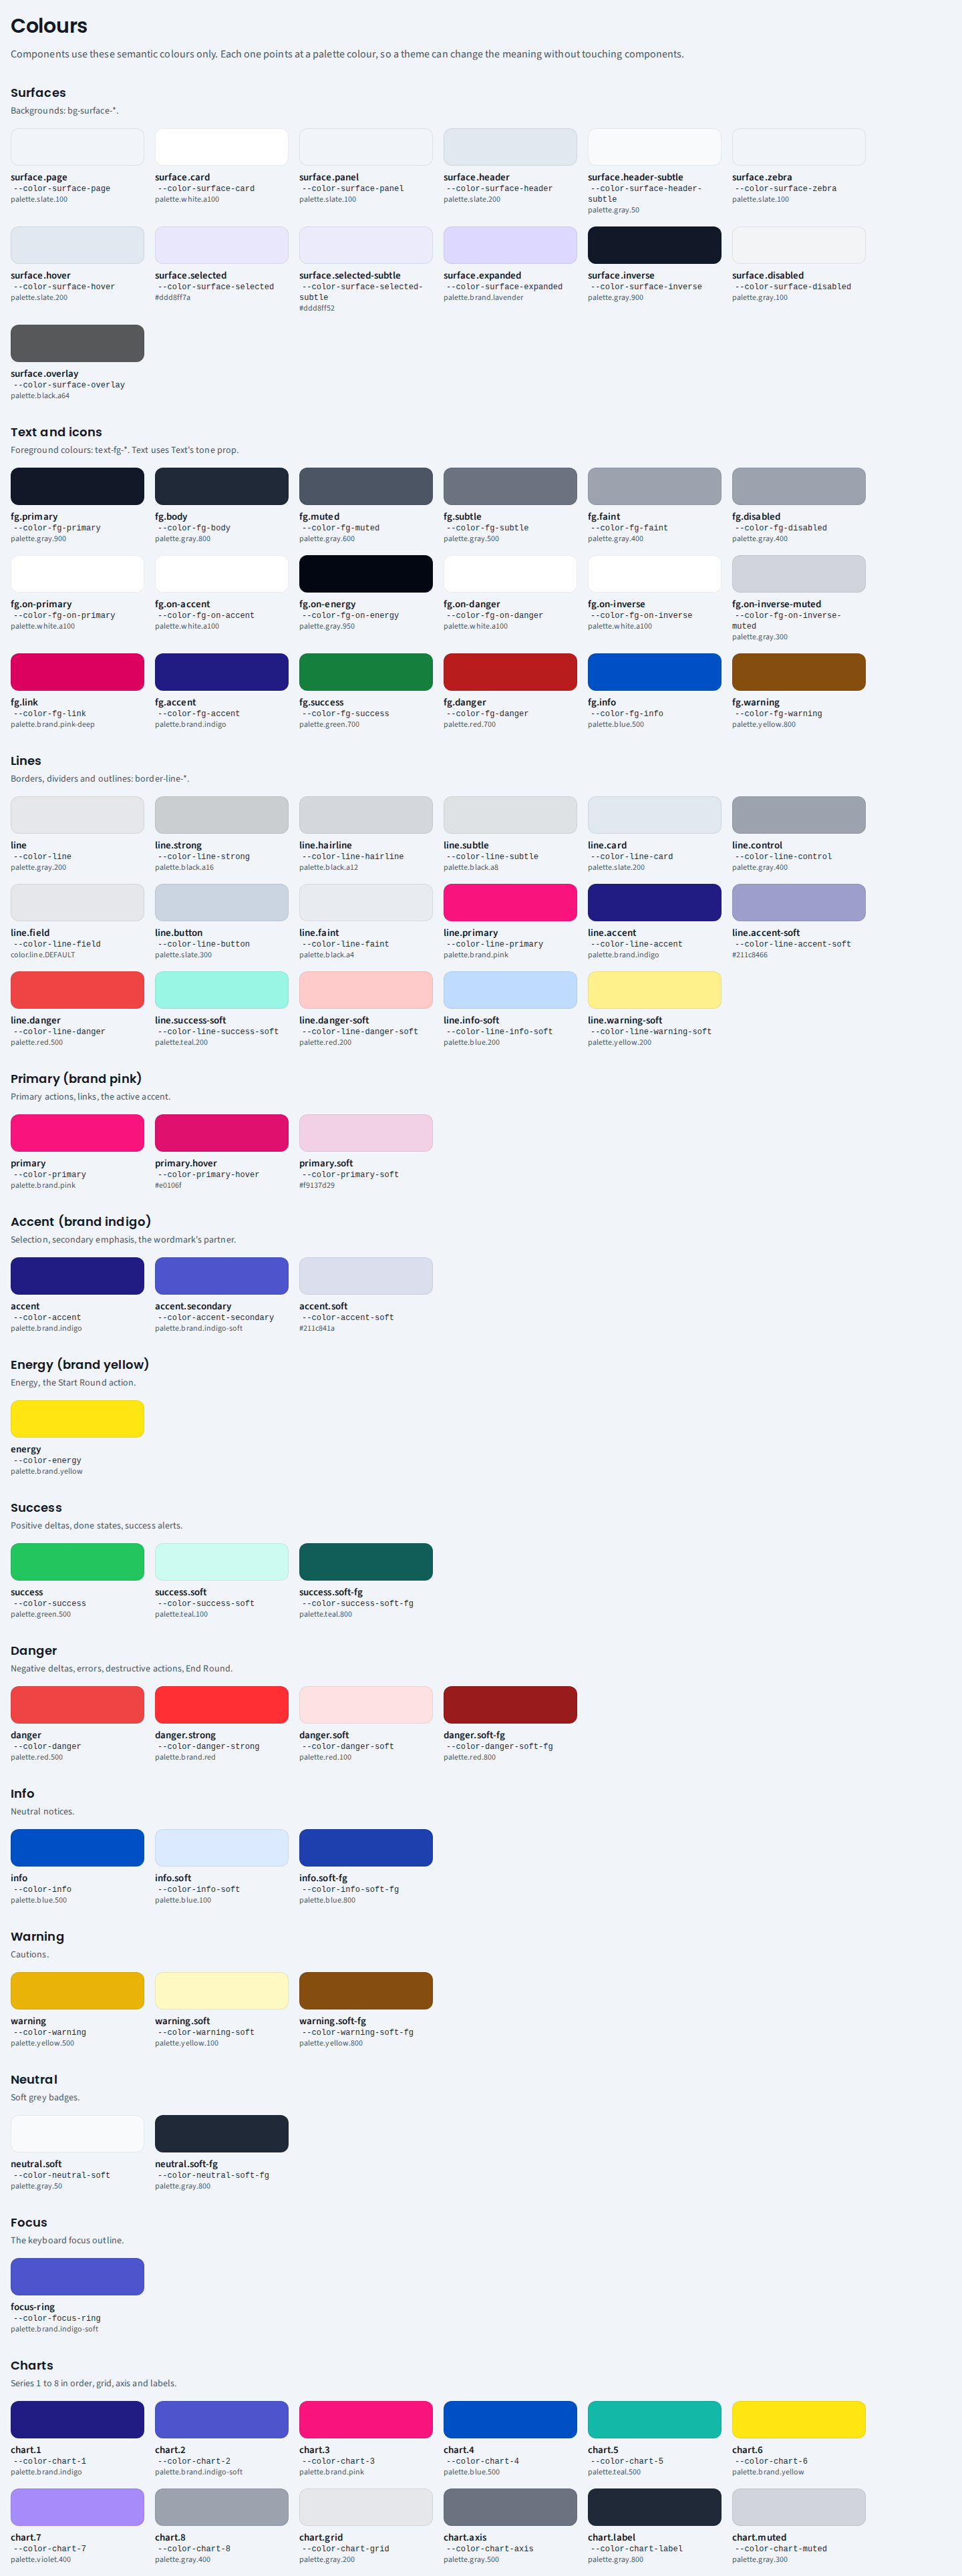 Colours
Components use these semantic colours only. Each one points at a palette colour, so a theme can change the meaning without touching components.
Surfaces
Backgrounds: bg-surface-*.
surface.page
--color-surface-page
palette.slate.100
surface.card
--color-surface-card
palette.white.a100
surface.panel
--color-surface-panel
palette.slate.100
surface.header
--color-surface-header
palette.slate.200
surface.header-subtle
--color-surface-header-
subtle
palette.gray.50
surface.zebra
--color-surface-zebra
palette.slate.100
surface.hover
--color-surface-hover
palette.slate.200
surface.selected
--color-surface-selected
#ddd8ff7a
surface.selected-subtle
--color-surface-selected-
subtle
#ddd8ff52
surface.expanded
--color-surface-expanded
palette.brand.lavender
surface.inverse
--color-surface-inverse
palette.gray.900
surface.disabled
--color-surface-disabled
palette.gray.100
surface.overlay
--color-surface-overlay
palette.black.a64
Text and icons
Foreground colours: text-fg-*. Text uses Text's tone prop.
fg.primary
--color-fg-primary
palette.gray.900
fg.body
--color-fg-body
palette.gray.800
fg.muted
--color-fg-muted
palette.gray.600
fg.subtle
--color-fg-subtle
palette.gray.500
fg.faint
--color-fg-faint
palette.gray.400
fg.disabled
--color-fg-disabled
palette.gray.400
fg.on-primary
--color-fg-on-primary
palette.white.a100
fg.on-accent
--color-fg-on-accent
palette.white.a100
fg.on-energy
--color-fg-on-energy
palette.gray.950
fg.on-danger
--color-fg-on-danger
palette.white.a100
fg.on-inverse
--color-fg-on-inverse
palette.white.a100
fg.on-inverse-muted
--color-fg-on-inverse-
muted
palette.gray.300
fg.link
--color-fg-link
palette.brand.pink-deep
fg.accent
--color-fg-accent
palette.brand.indigo
fg.success
--color-fg-success
palette.green.700
fg.danger
--color-fg-danger
palette.red.700
fg.info
--color-fg-info
palette.blue.500
fg.warning
--color-fg-warning
palette.yellow.800
Lines
Borders, dividers and outlines: border-line-*.
line
--color-line
palette.gray.200
line.strong
--color-line-strong
palette.black.a16
line.hairline
--color-line-hairline
palette.black.a12
line.subtle
--color-line-subtle
palette.black.a8
line.card
--color-line-card
palette.slate.200
line.control
--color-line-control
palette.gray.400
line.field
--color-line-field
color.line.DEFAULT
line.button
--color-line-button
palette.slate.300
line.faint
--color-line-faint
palette.black.a4
line.primary
--color-line-primary
palette.brand.pink
line.accent
--color-line-accent
palette.brand.indigo
line.accent-soft
--color-line-accent-soft
#211c8466
line.danger
--color-line-danger
palette.red.500
line.success-soft
--color-line-success-soft
palette.teal.200
line.danger-soft
--color-line-danger-soft
palette.red.200
line.info-soft
--color-line-info-soft
palette.blue.200
line.warning-soft
--color-line-warning-soft
palette.yellow.200
Primary (brand pink)
Primary actions, links, the active accent.
primary
--color-primary
palette.brand.pink
primary.hover
--color-primary-hover
#e0106f
primary.soft
--color-primary-soft
#f9137d29
Accent (brand indigo)
Selection, secondary emphasis, the wordmark's partner.
accent
--color-accent
palette.brand.indigo
accent.secondary
--color-accent-secondary
palette.brand.indigo-soft
accent.soft
--color-accent-soft
#211c841a
Energy (brand yellow)
Energy, the Start Round action.
energy
--color-energy
palette.brand.yellow
Success
Positive deltas, done states, success alerts.
success
--color-success
palette.green.500
success.soft
--color-success-soft
palette.teal.100
success.soft-fg
--color-success-soft-fg
palette.teal.800
Danger
Negative deltas, errors, destructive actions, End Round.
danger
--color-danger
palette.red.500
danger.strong
--color-danger-strong
palette.brand.red
danger.soft
--color-danger-soft
palette.red.100
danger.soft-fg
--color-danger-soft-fg
palette.red.800
Info
Neutral notices.
info
--color-info
palette.blue.500
info.soft
--color-info-soft
palette.blue.100
info.soft-fg
--color-info-soft-fg
palette.blue.800
Warning
Cautions.
warning
--color-warning
palette.yellow.500
warning.soft
--color-warning-soft
palette.yellow.100
warning.soft-fg
--color-warning-soft-fg
palette.yellow.800
Neutral
Soft grey badges.
neutral.soft
--color-neutral-soft
palette.gray.50
neutral.soft-fg
--color-neutral-soft-fg
palette.gray.800
Focus
The keyboard focus outline.
focus-ring
--color-focus-ring
palette.brand.indigo-soft
Charts
Series 1 to 8 in order, grid, axis and labels.
chart.1
--color-chart-1
palette.brand.indigo
chart.2
--color-chart-2
palette.brand.indigo-soft
chart.3
--color-chart-3
palette.brand.pink
chart.4
--color-chart-4
palette.blue.500
chart.5
--color-chart-5
palette.teal.500
chart.6
--color-chart-6
palette.brand.yellow
chart.7
--color-chart-7
palette.violet.400
chart.8
--color-chart-8
palette.gray.400
chart.grid
--color-chart-grid
palette.gray.200
chart.axis
--color-chart-axis
palette.gray.500
chart.label
--color-chart-label
palette.gray.800
chart.muted
--color-chart-muted
palette.gray.300